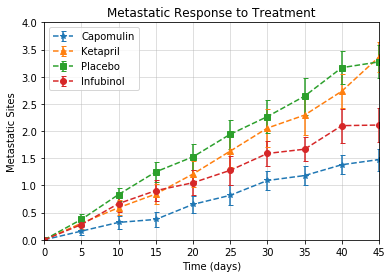 Metastatic Response to Treatment
Capomulin
Ketapril
Placebo
Infubinol
Metastatic Sites
4.0
3.5
3.0
2.5
2.0
1.5
1.0
0.5
0.0
0 5 10 15 20 25 30 35 40 45
Time (days)